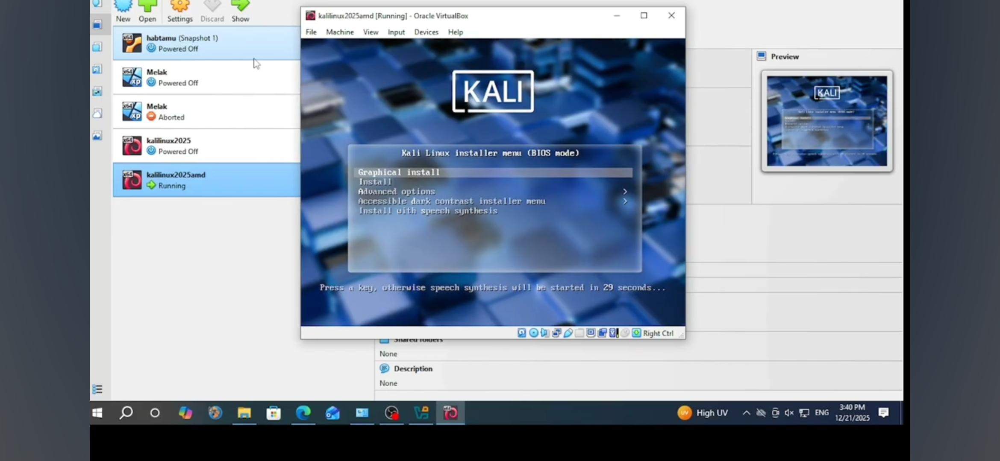 New Open Settings Discard Show
habtamu (Snapshot 1)
Powered Off
Melak
Powered Off
Melak
Aborted
kalilinux2025
Powered Off
kalilinux2025amd
Running
kalilinux2025amd [Running] - Oracle VirtualBox
File Machine View Input Devices Help
KALI
Kali Linux installer menu (BIOS mode)
Graphical install
Install
Advanced options >
Accessible dark contrast installer menu >
Install with speech synthesis
Press a key, otherwise speech synthesis will be started in 29 seconds...
Right Ctrl
Preview
KALI
Shared folders
None
Description
None
UV High UV ENG
3:40 PM
12/21/2025